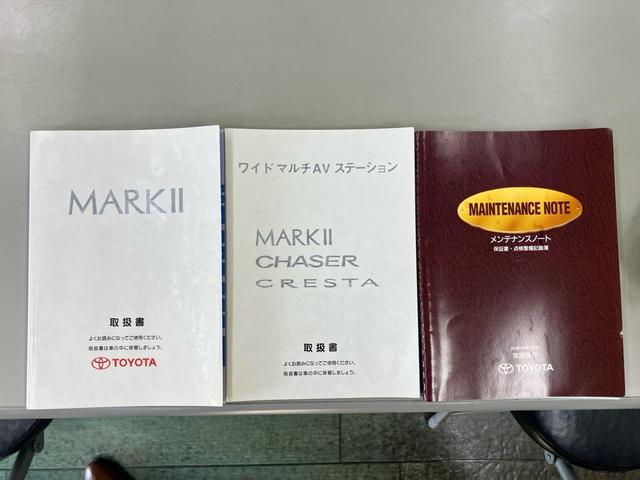 MARK II
取扱書
よくお読みになってご使用ください。
取扱書は車の中に保管しましょう。
TOYOTA
ワイドマルチAVステーション
MARK II
CHASER
CRESTA
取扱書
よくお読みになってご使用ください。
取扱書は車の中に保管しましょう。
MAINTENANCE NOTE
メンテナンスノート
保証書・点検整備記録簿
TOYOTA